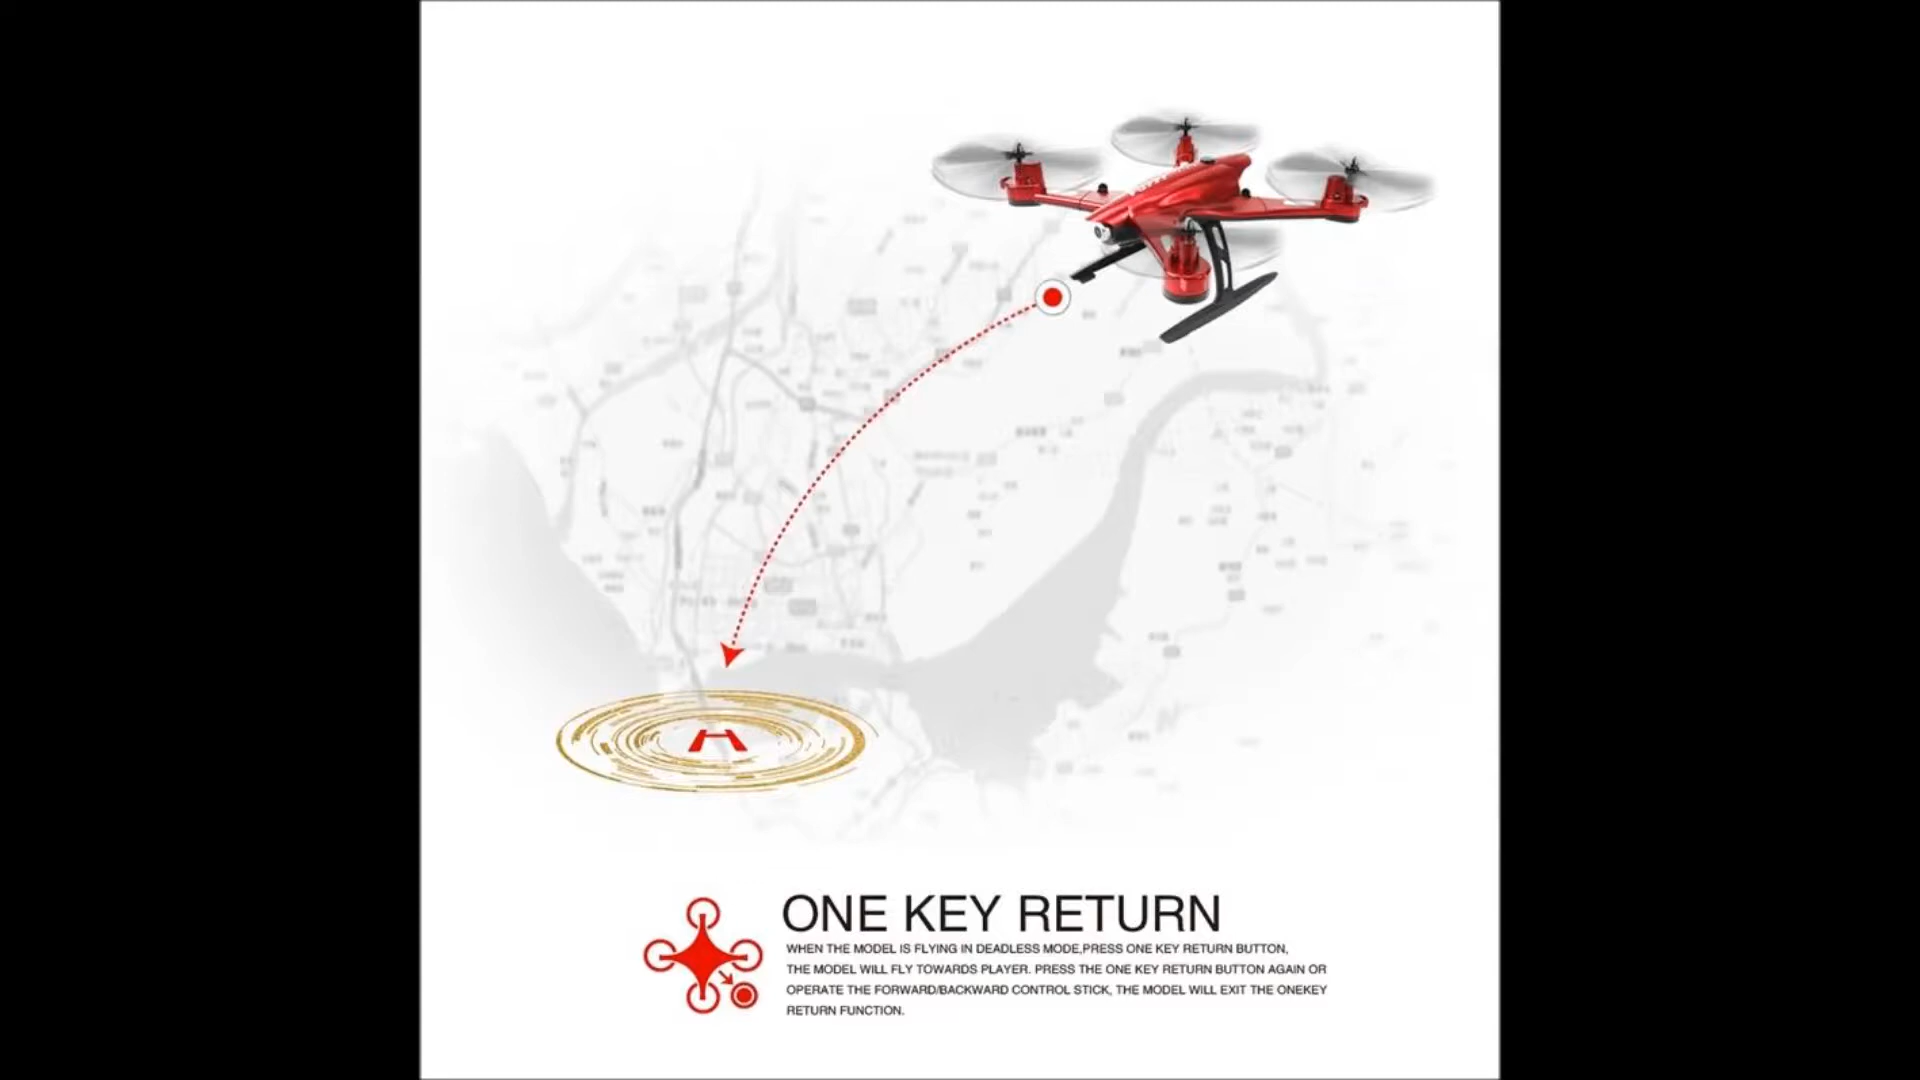 H
ONE KEY RETURN
WHEN THE MODEL IS FLYING IN DEADLESS MODE,PRESS ONE KEY RETURN BUTTON,
THE MODEL WILL FLY TOWARDS PLAYER. PRESS THE ONE KEY RETURN BUTTON AGAIN OR
OPERATE THE FORWARD/BACKWARD CONTROL STICK, THE MODEL WILL EXIT THE ONEKEY
RETURN FUNCTION.